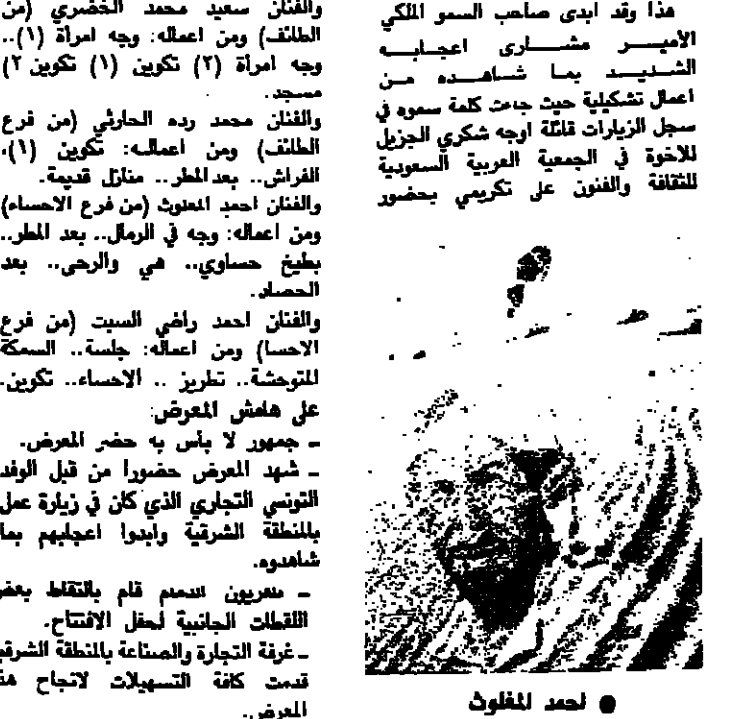 هذا وقد ابدى صاحب السمو الملكي
الأمير مشارى اعجابه
الشديد بما شاهده من
اعمال تشكيلية حيث جاءت كلمة سموه في
سجل الزيارات قائلة اوجه شكري الجزيل
للاخوة في الجمعية العربية السعودية
للثقافة والفنون على تكريمي بحضور
● احمد المغلوث
والفنان سعيد محمد الخضري (من
الطائف) ومن اعماله: وجه امرأة (١)..
وجه امرأة (٢) تكوين (١) تكوين ٢)
مسجد.
والفنان محمد رده الحارثي (من فرع
الطائف) ومن اعماله: تكوين (١)،
الفراش.. بعد المطر.. منازل قديمة.
والفنان احمد المغلوث (من فرع الاحساء)
ومن اعماله: وجه في الرمال.. بعد المطر..
بطيخ حساوي.. هي والرحى.. بعد
الحصاد.
والفنان احمد راضي السبت (من فرع
الاحسا) ومن اعماله: جلسة.. السمكة
المتوحشة.. تطريز .. الاحساء.. تكوين.
على هامش المعرض:
ـ جمهور لا بأس به حضر المعرض.
ـ شهد المعرض حضورا من قبل الوفد
التونسي التجاري الذي كان في زيارة عمل
بالمنطقة الشرقية وابدوا اعجابهم بما
شاهدوه.
ـ تلفزيون الدمام قام بالتقاط بعض
اللقطات الجانبية لحفل الافتتاح.
ـ غرفة التجارة والصناعة بالمنطقة الشرقية
قدمت كافة التسهيلات لانجاح هذا
المعرض.